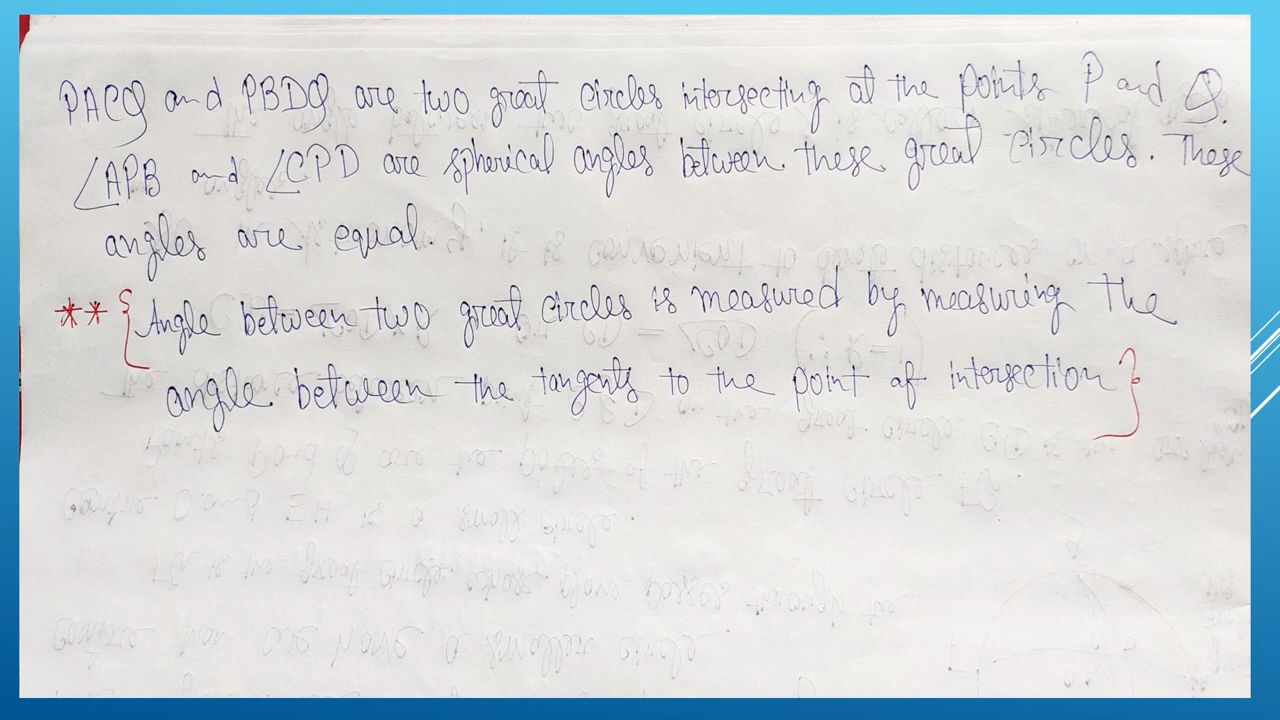 PACQ and PBDQ are two great circles intersecting at the points P and Q.
∠APB and ∠CPD are spherical angles between these great circles. These
angles are equal.
** { Angle between two great circles is measured by measuring the
angle between the tangents to the point of intersection }